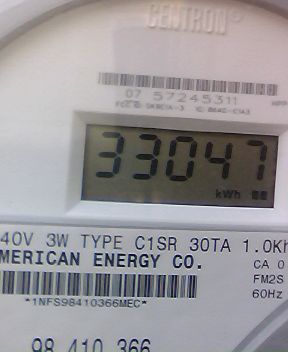 CENTRON®
07 57245311
33047
kWh
40V 3W TYPE C1SR 30TA 1.0Kh
MERICAN ENERGY CO.
CA 0
FM2S
60Hz
*1NFS98410366MEC*
98 410 366